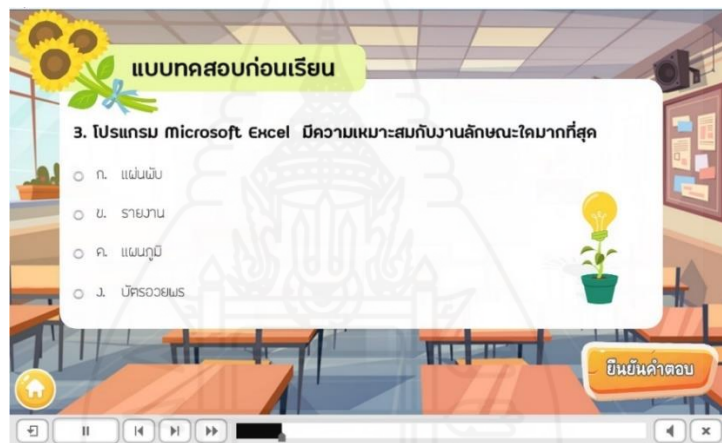 แบบทดสอบก่อนเรียน
3. โปรแกรม Microsoft Excel มีความเหมาะสมกับงานลักษณะใดมากที่สุด
ก. แผ่นพับ
ข. รายงาน
ค. แผนภูมิ
ง. บัตรอวยพร
ยืนยันคำตอบ